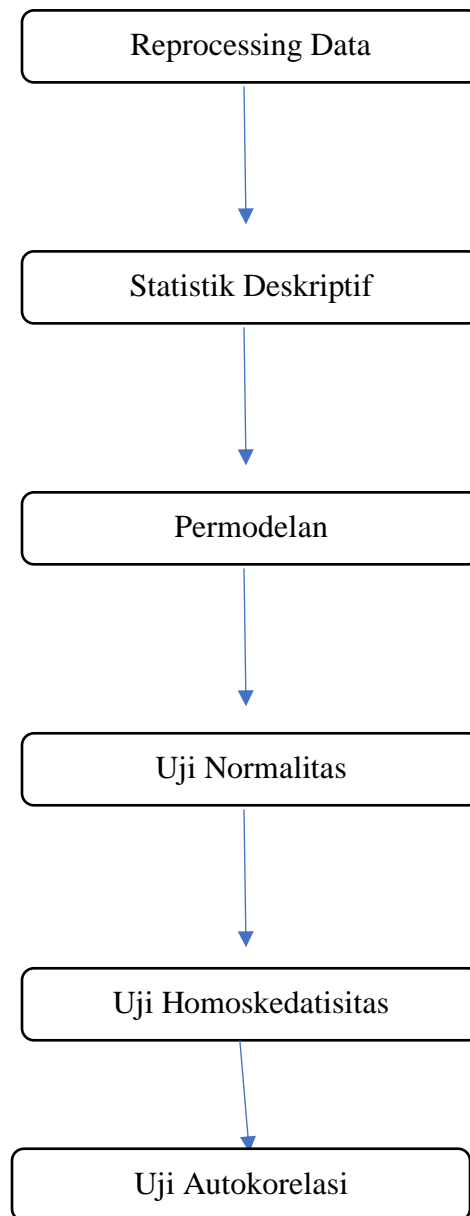 Reprocessing Data
Statistik Deskriptif
Permodelan
Uji Normalitas
Uji Homoskedatisitas
Uji Autokorelasi